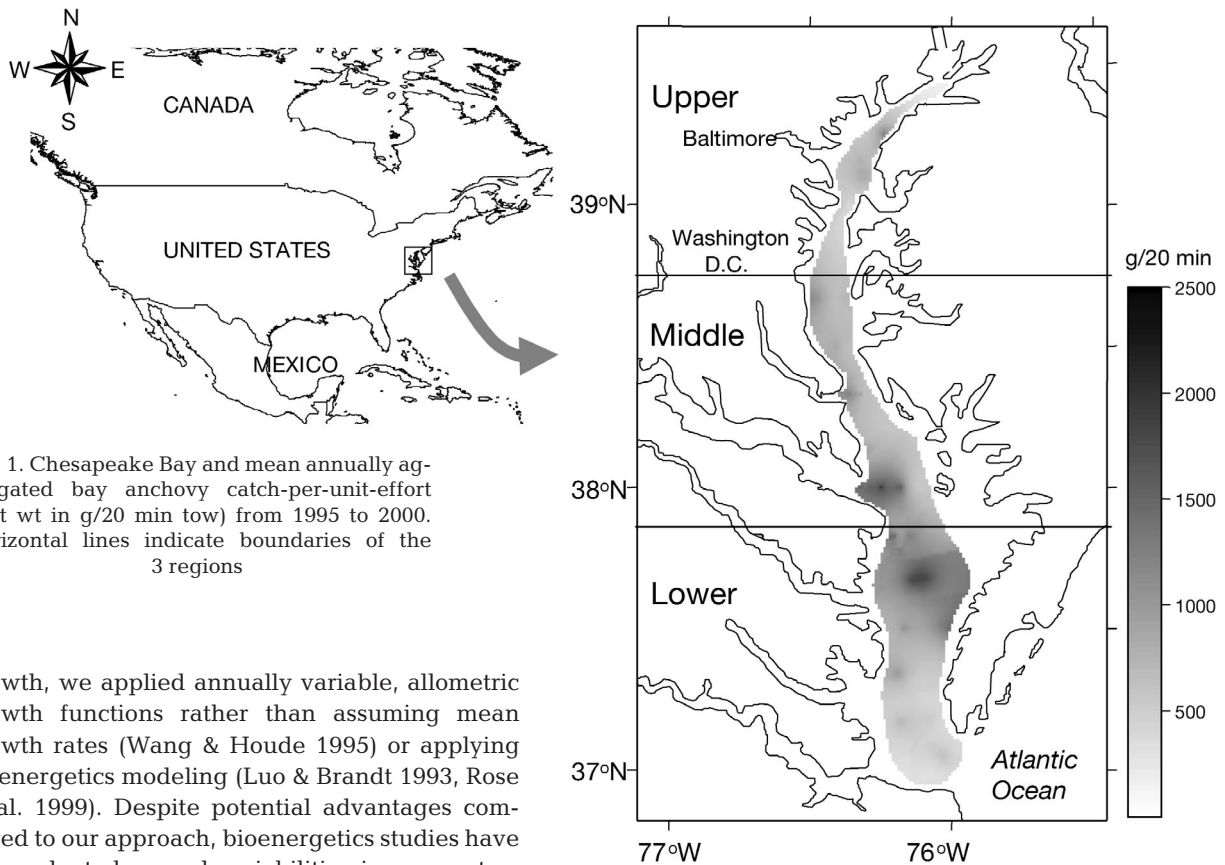 N
W E
S
CANADA
UNITED STATES
MEXICO
1. Chesapeake Bay and mean annually ag-
gated bay anchovy catch-per-unit-effort
t wt in g/20 min tow) from 1995 to 2000.
rizontal lines indicate boundaries of the
3 regions
wth, we applied annually variable, allometric
wth functions rather than assuming mean
wth rates (Wang & Houde 1995) or applying
energetics modeling (Luo & Brandt 1993, Rose
al. 1999). Despite potential advantages com-
red to our approach, bioenergetics studies have
Upper
Baltimore
39°N
Washington
D.C.
Middle
38°N
Lower
37°N
Atlantic
Ocean
77°W 76°W
g/20 min
2500
2000
1500
1000
500